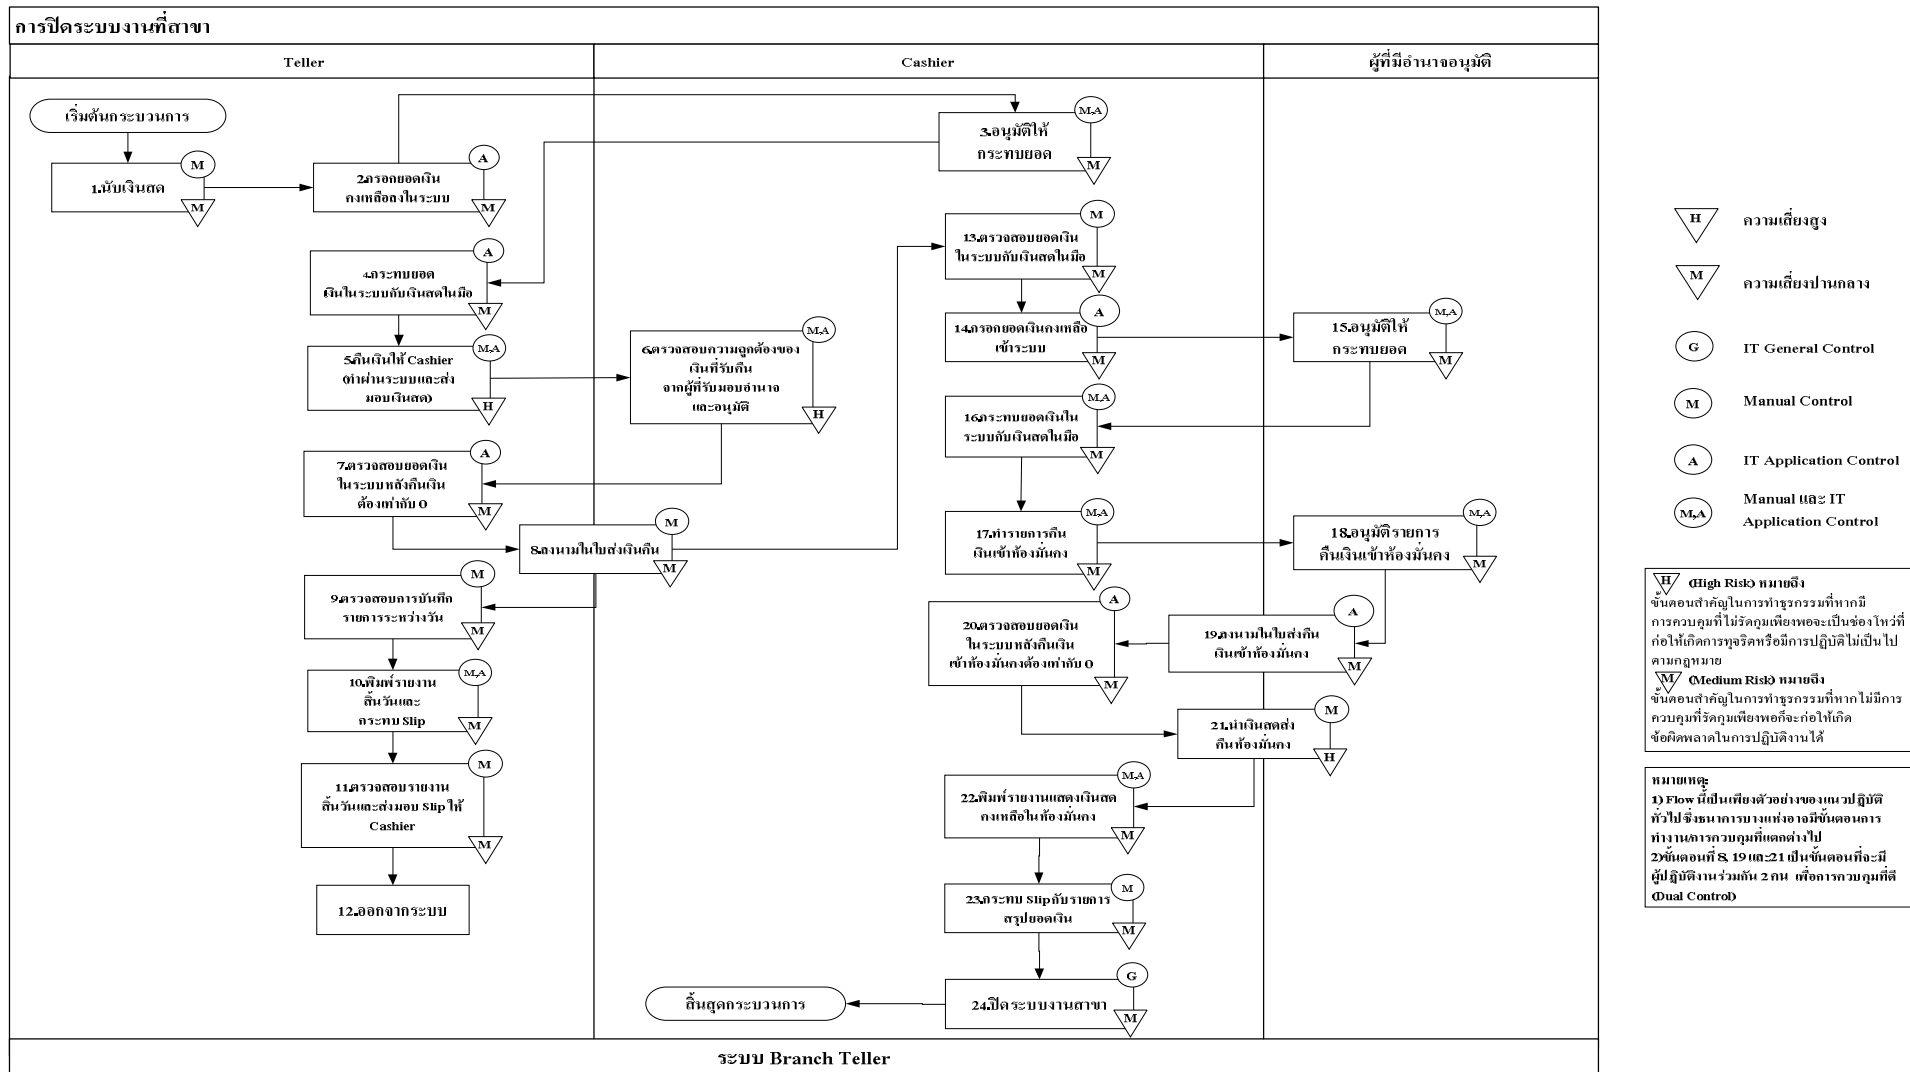 การปิดระบบงานที่สาขา
Teller
Cashier
ผู้ที่มีอำนาจอนุมัติ
เริ่มต้นกระบวนการ
M
1.นับเงินสด
M
A
2.กรอกยอดเงิน
คงเหลือลงในระบบ
M
M,A
3.อนุมัติให้
กระทบยอด
M
A
4.กระทบยอด
เงินในระบบกับเงินสดในมือ
M
M,A
5.คืนเงินให้ Cashier
(ทำผ่านระบบและส่ง
มอบเงินสด)
H
M,A
6.ตรวจสอบความถูกต้องของ
เงินที่รับคืน
จากผู้ที่รับมอบอำนาจ
และอนุมัติ
H
A
7.ตรวจสอบยอดเงิน
ในระบบหลังคืนเงิน
ต้องเท่ากับ 0
M
M
8.ลงนามในใบส่งเงินคืน
M
M
9.ตรวจสอบการบันทึก
รายการระหว่างวัน
M
M,A
10.พิมพ์รายงาน
สิ้นวันและ
กระทบ Slip
M
M
11.ตรวจสอบรายงาน
สิ้นวันและส่งมอบ Slip ให้
Cashier
M
12.ออกจากระบบ
M
13.ตรวจสอบยอดเงิน
ในระบบกับเงินสดในมือ
M
A
14.กรอกยอดเงินคงเหลือ
เข้าระบบ
M
M,A
15.อนุมัติให้
กระทบยอด
M
M,A
16.กระทบยอดเงินใน
ระบบกับเงินสดในมือ
M
M,A
17.ทำรายการคืน
เงินเข้าห้องมั่นคง
M
M,A
18.อนุมัติรายการ
คืนเงินเข้าห้องมั่นคง
M
A
19.ลงนามในใบส่งคืน
เงินเข้าห้องมั่นคง
M
A
20.ตรวจสอบยอดเงิน
ในระบบหลังคืนเงิน
เข้าห้องมั่นคงต้องเท่ากับ 0
M
M
21.นำเงินสดส่ง
คืนห้องมั่นคง
H
M,A
22.พิมพ์รายงานแสดงเงินสด
คงเหลือในห้องมั่นคง
M
M
23.กระทบ Slip กับรายการ
สรุปยอดเงิน
M
G
24.ปิดระบบงานสาขา
M
สิ้นสุดกระบวนการ
ระบบ Branch Teller
H ความเสี่ยงสูง
M ความเสี่ยงปานกลาง
G IT General Control
M Manual Control
A IT Application Control
M,A Manual และ IT
Application Control
H (High Risk) หมายถึง
ขั้นตอนสำคัญในการทำธุรกรรมที่หากมี
การควบคุมที่ไม่รัดกุมเพียงพอจะเป็นช่องโหว่ที่
ก่อให้เกิดการทุจริตหรือมีการปฏิบัติไม่เป็นไป
ตามกฎหมาย
M (Medium Risk) หมายถึง
ขั้นตอนสำคัญในการทำธุรกรรมที่หากไม่มีการ
ควบคุมที่รัดกุมเพียงพอก็จะก่อให้เกิด
ข้อผิดพลาดในการปฏิบัติงานได้
หมายเหตุ:
1) Flow นี้เป็นเพียงตัวอย่างของแนวปฏิบัติ
ทั่วไป ซึ่งธนาคารบางแห่งอาจมีขั้นตอนการ
ทำงาน/การควบคุมที่แตกต่างไป
2)ขั้นตอนที่ 8, 19 และ 21 เป็นขั้นตอนที่จะมี
ผู้ปฏิบัติงานร่วมกัน 2 คน เพื่อการควบคุมที่ดี
(Dual Control)